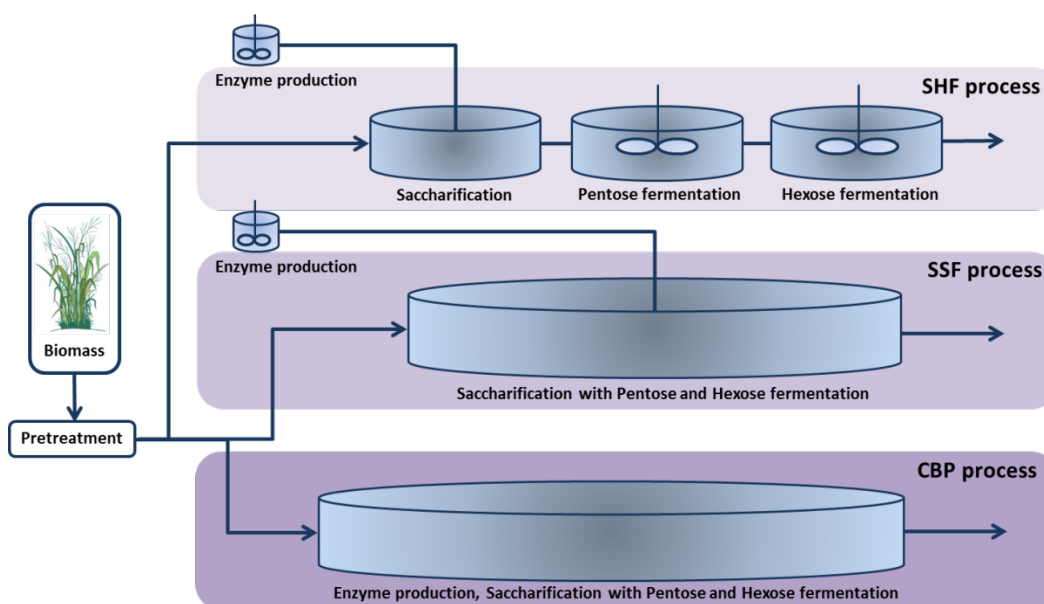 Enzyme production
SHF process
Saccharification
Pentose fermentation
Hexose fermentation
Enzyme production
SSF process
Biomass
Saccharification with Pentose and Hexose fermentation
Pretreatment
CBP process
Enzyme production, Saccharification with Pentose and Hexose fermentation